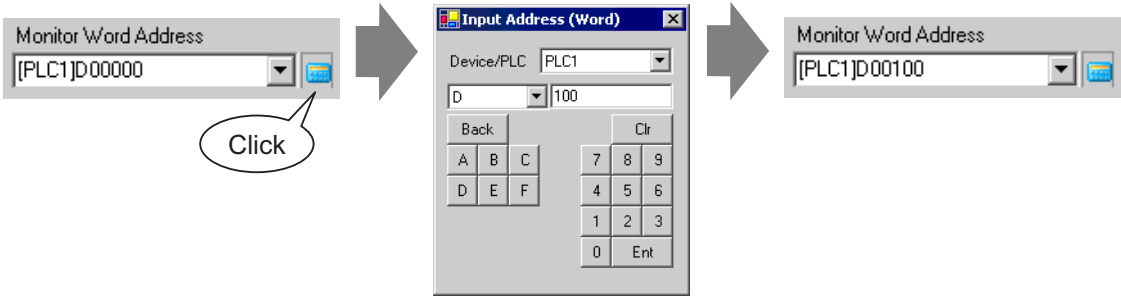 Monitor Word Address
[PLC1]D00000
Click
Input Address (Word)
Device/PLC PLC1
D 100
Back Clr
A B C 7 8 9
D E F 4 5 6
1 2 3
0 Ent
Monitor Word Address
[PLC1]D00100